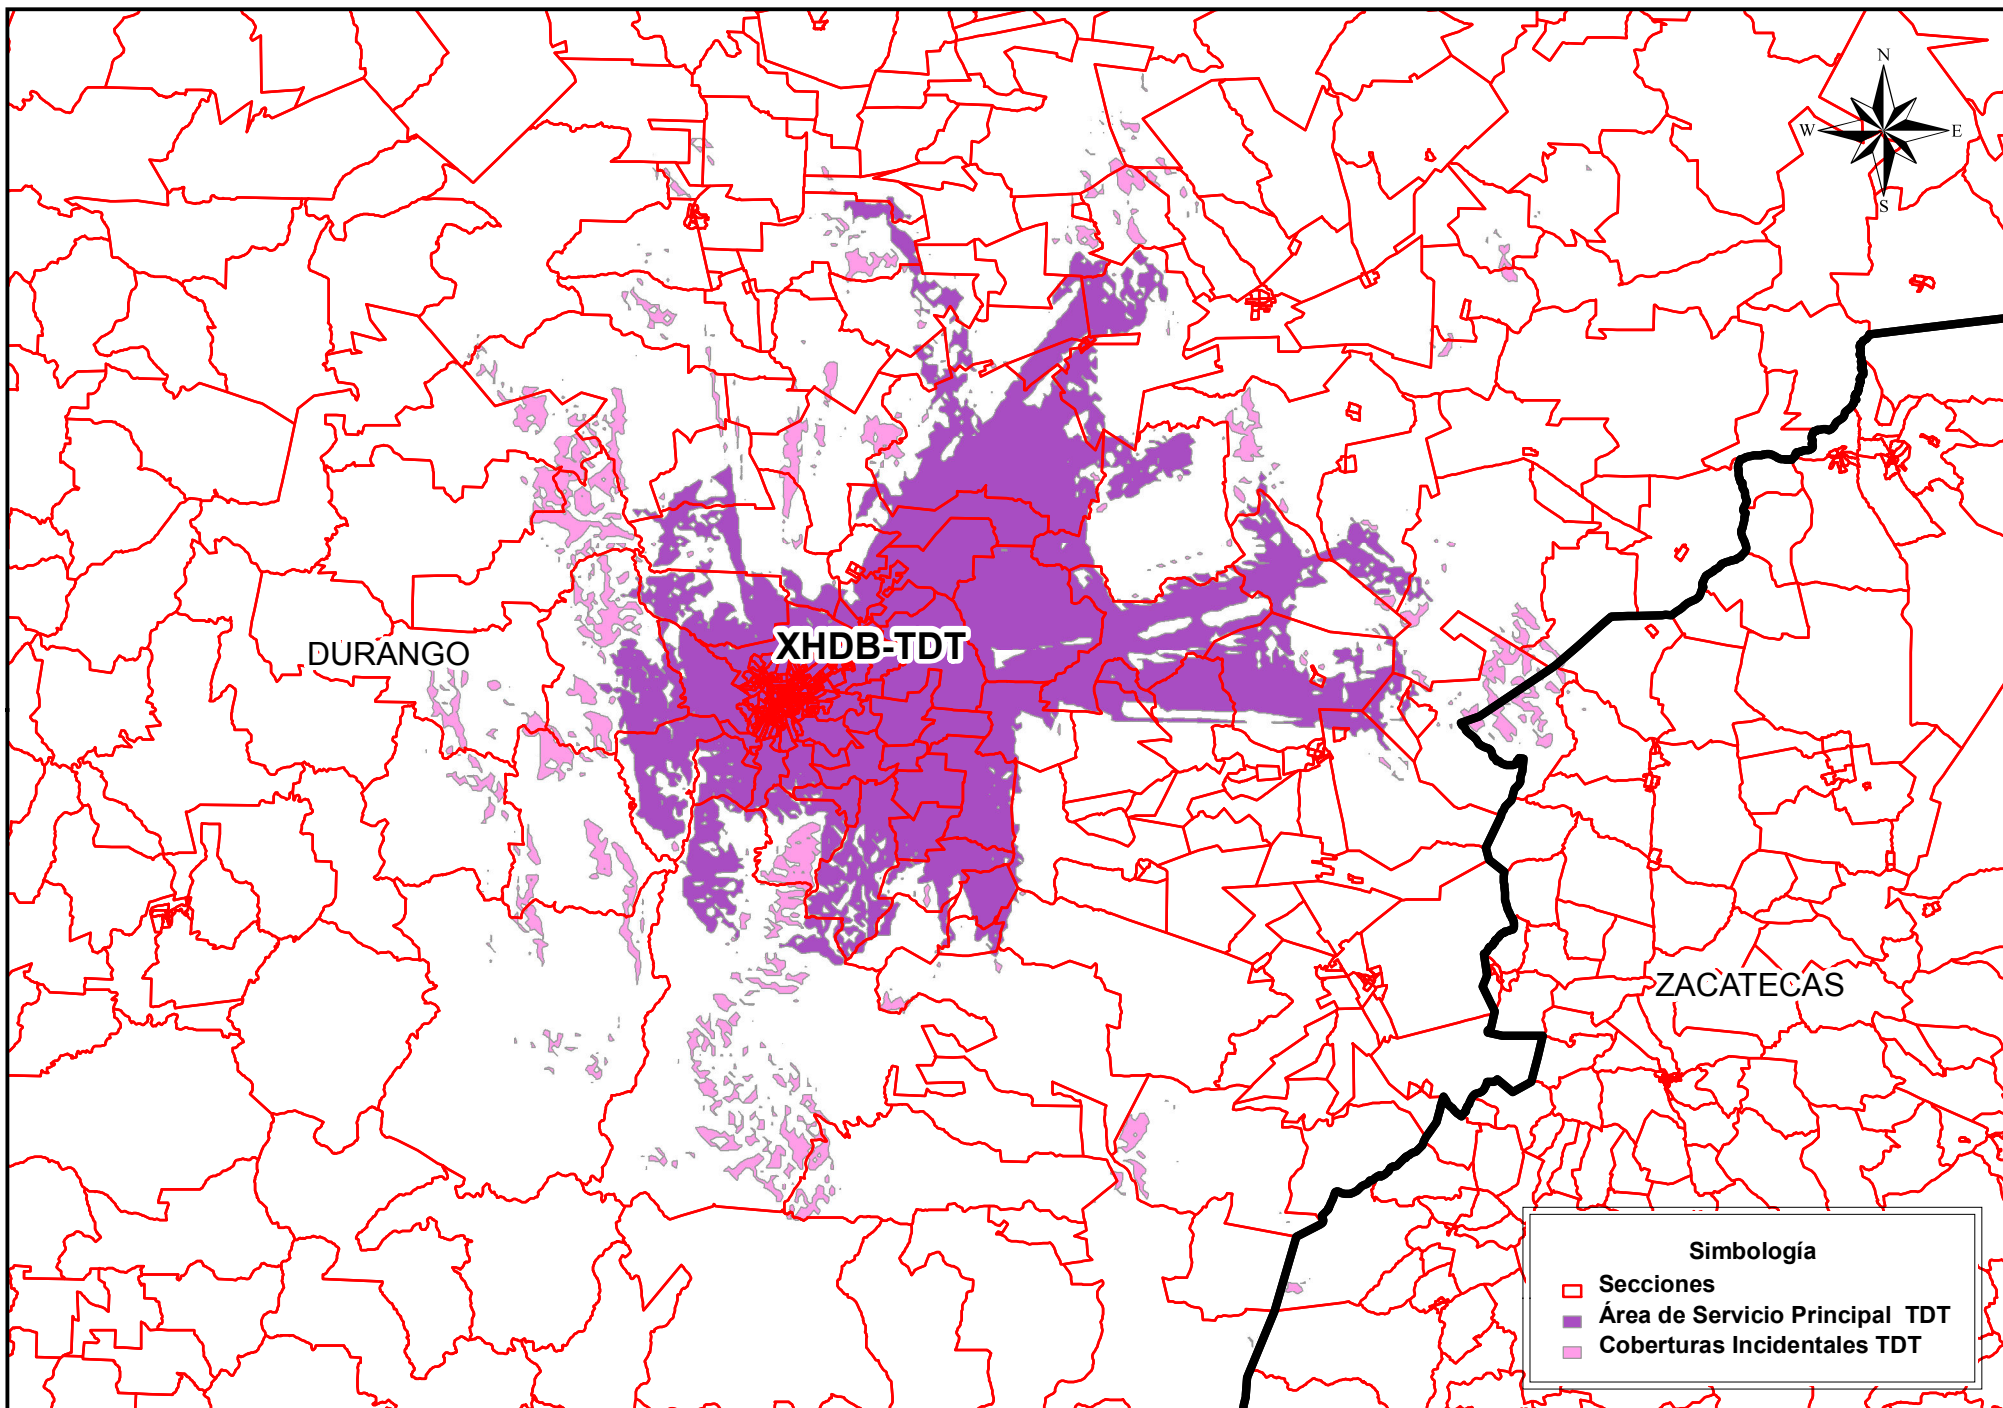 N
W
E
S
XHDB-TDT
DURANGO
ZACATECAS
Simbología
Secciones
Área de Servicio Principal TDT
Coberturas Incidentales TDT